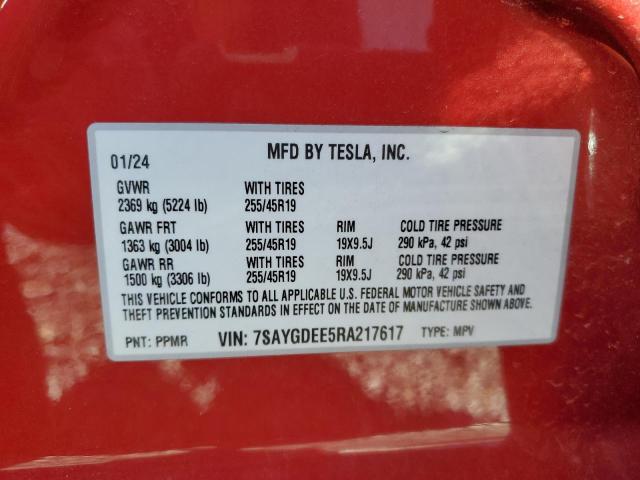 01/24 MFD BY TESLA, INC.
GVWR WITH TIRES
2369 kg (5224 lb) 255/45R19
GAWR FRT WITH TIRES RIM COLD TIRE PRESSURE
1363 kg (3004 lb) 255/45R19 19X9.5J 290 kPa, 42 psi
GAWR RR WITH TIRES RIM COLD TIRE PRESSURE
1500 kg (3306 lb) 255/45R19 19X9.5J 290 kPa, 42 psi
THIS VEHICLE CONFORMS TO ALL APPLICABLE U.S. FEDERAL MOTOR VEHICLE SAFETY AND
THEFT PREVENTION STANDARDS IN EFFECT ON THE DATE OF MANUFACTURE SHOWN ABOVE.
PNT: PPMR VIN: 7SAYGDEE5RA217617 TYPE: MPV